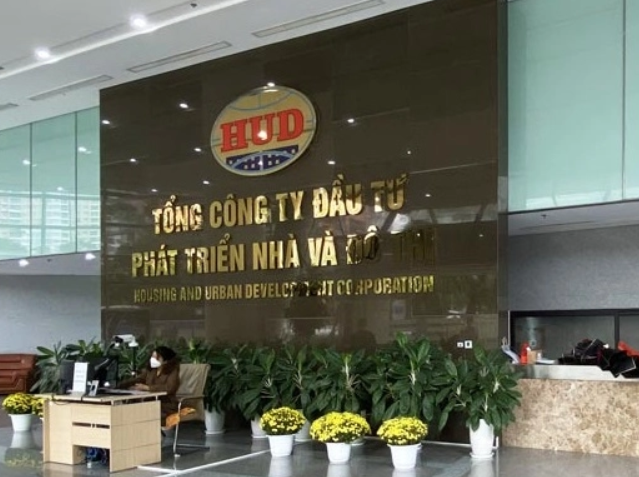 HUD
TỔNG CÔNG TY ĐẦU TƯ
PHÁT TRIỂN NHÀ VÀ ĐÔ THỊ
HOUSING AND URBAN DEVELOPMENT CORPORATION